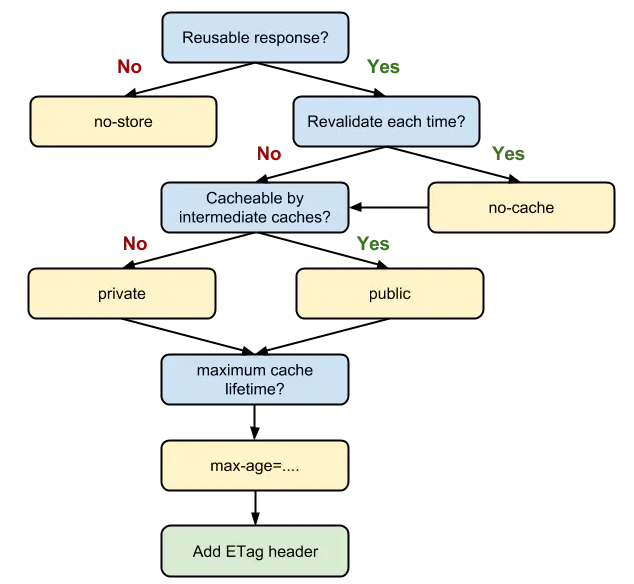 Reusable response?
No
Yes
no-store
Revalidate each time?
No
Yes
Cacheable by
intermediate caches?
no-cache
No
Yes
private
public
maximum cache
lifetime?
max-age=....
Add ETag header